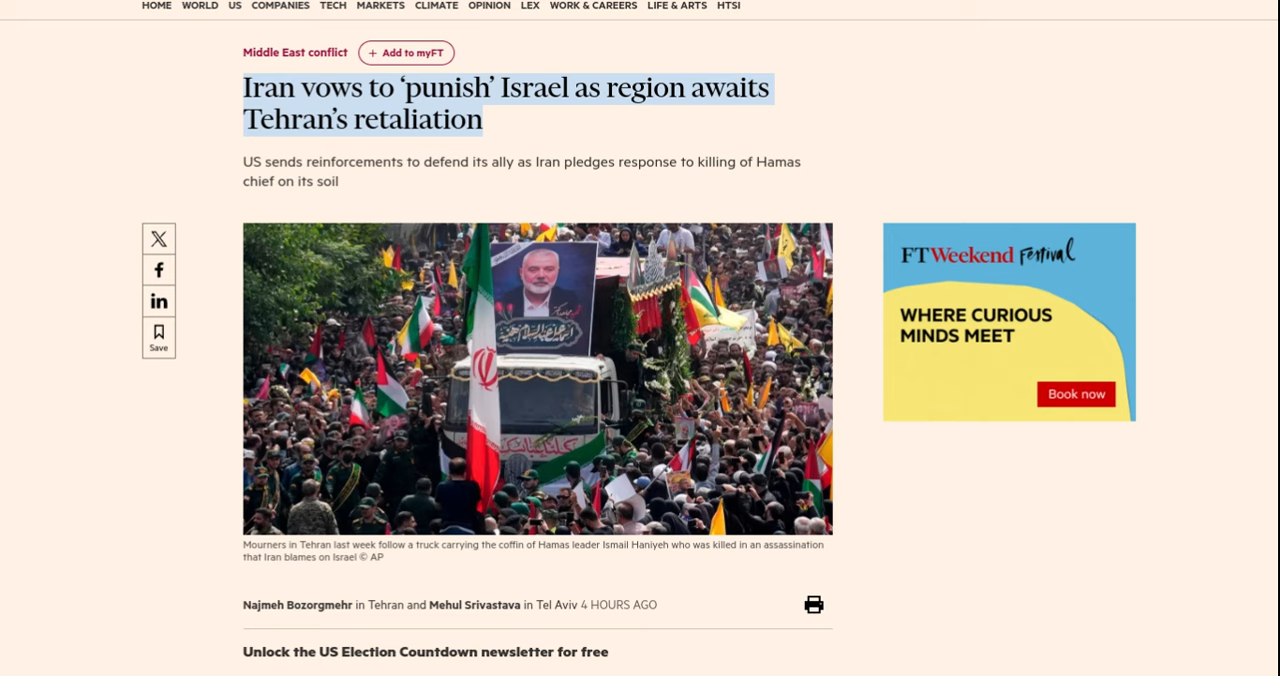 HOME WORLD US COMPANIES TECH MARKETS CLIMATE OPINION LEX WORK & CAREERS LIFE & ARTS HTSI
Middle East conflict + Add to myFT
Iran vows to ‘punish’ Israel as region awaits
Tehran’s retaliation
US sends reinforcements to defend its ally as Iran pledges response to killing of Hamas
chief on its soil
Save
FTWeekend Festival
WHERE CURIOUS
MINDS MEET
Book now
Mourners in Tehran last week follow a truck carrying the coffin of Hamas leader Ismail Haniyeh who was killed in an assassination
that Iran blames on Israel © AP
Najmeh Bozorgmehr in Tehran and Mehul Srivastava in Tel Aviv 4 HOURS AGO
Unlock the US Election Countdown newsletter for free